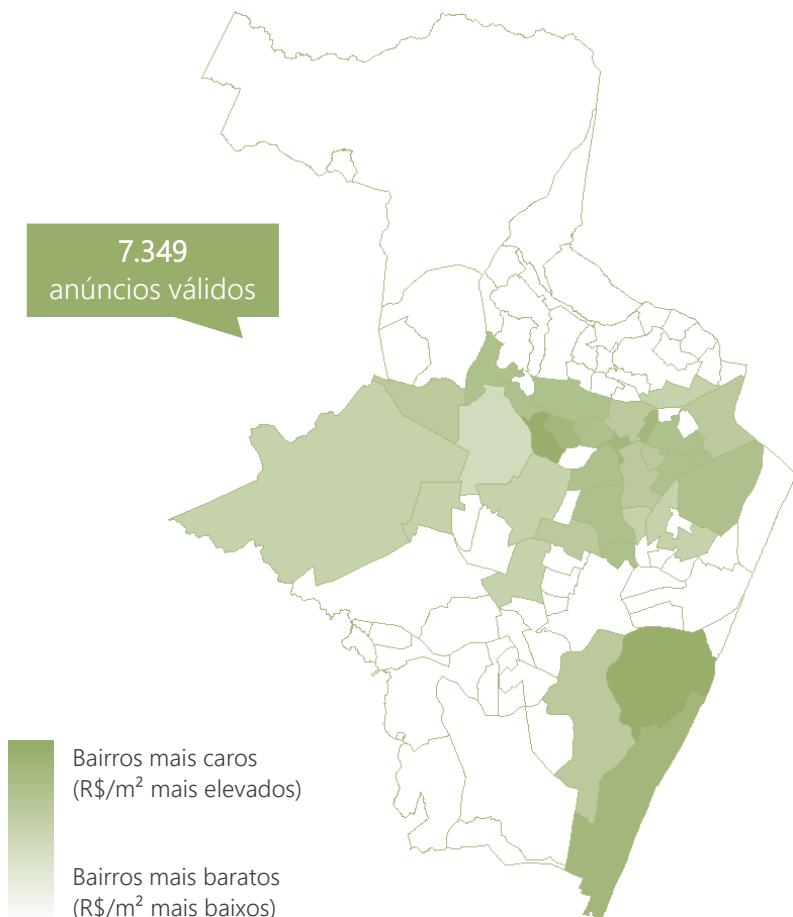 7.349
anúncios válidos
Bairros mais caros
(R$/m² mais elevados)
Bairros mais baratos
(R$/m² mais baixos)